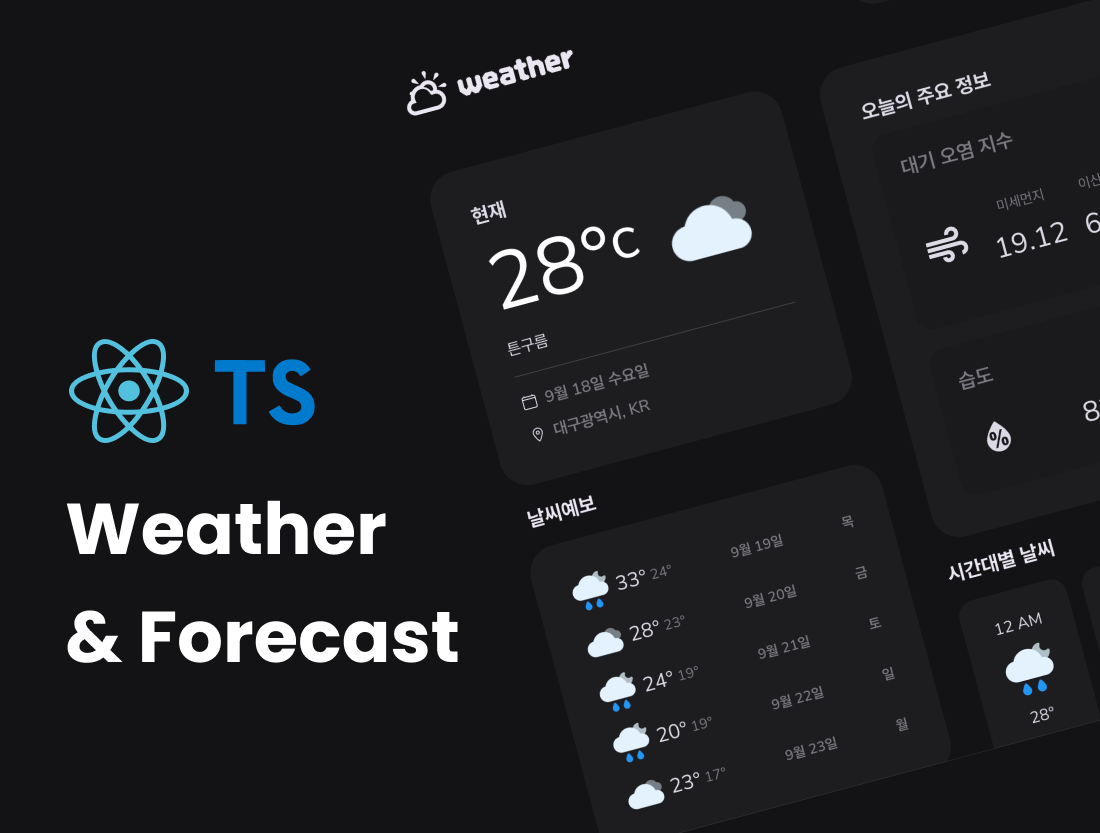 weather
현재
28°c
튼구름
9월 18일 수요일
대구광역시, KR
TS
Weather
& Forecast
날씨예보
33° 24° 9월 19일 목
28° 23° 9월 20일 금
24° 19° 9월 21일 토
20° 19° 9월 22일 일
23° 17° 9월 23일 월
오늘의 주요 정보
대기 오염 지수
미세먼지
19.12
습도
%
시간대별 날씨
12 AM
28°